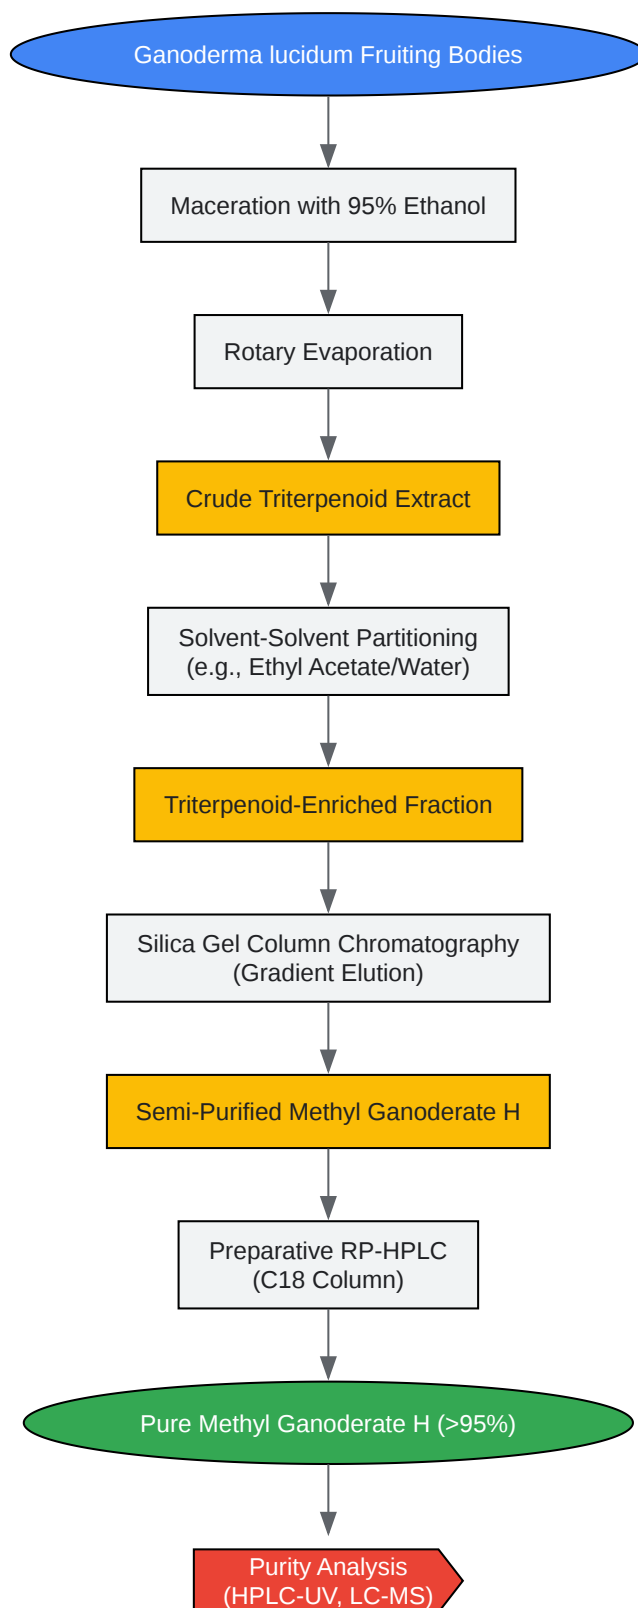 Ganoderma lucidum Fruiting Bodies
Maceration with 95% Ethanol
Rotary Evaporation
Crude Triterpenoid Extract
Solvent-Solvent Partitioning
(e.g., Ethyl Acetate/Water)
Triterpenoid-Enriched Fraction
Silica Gel Column Chromatography
(Gradient Elution)
Semi-Purified Methyl Ganoderate H
Preparative RP-HPLC
(C18 Column)
Pure Methyl Ganoderate H (>95%)
Purity Analysis
(HPLC-UV, LC-MS)